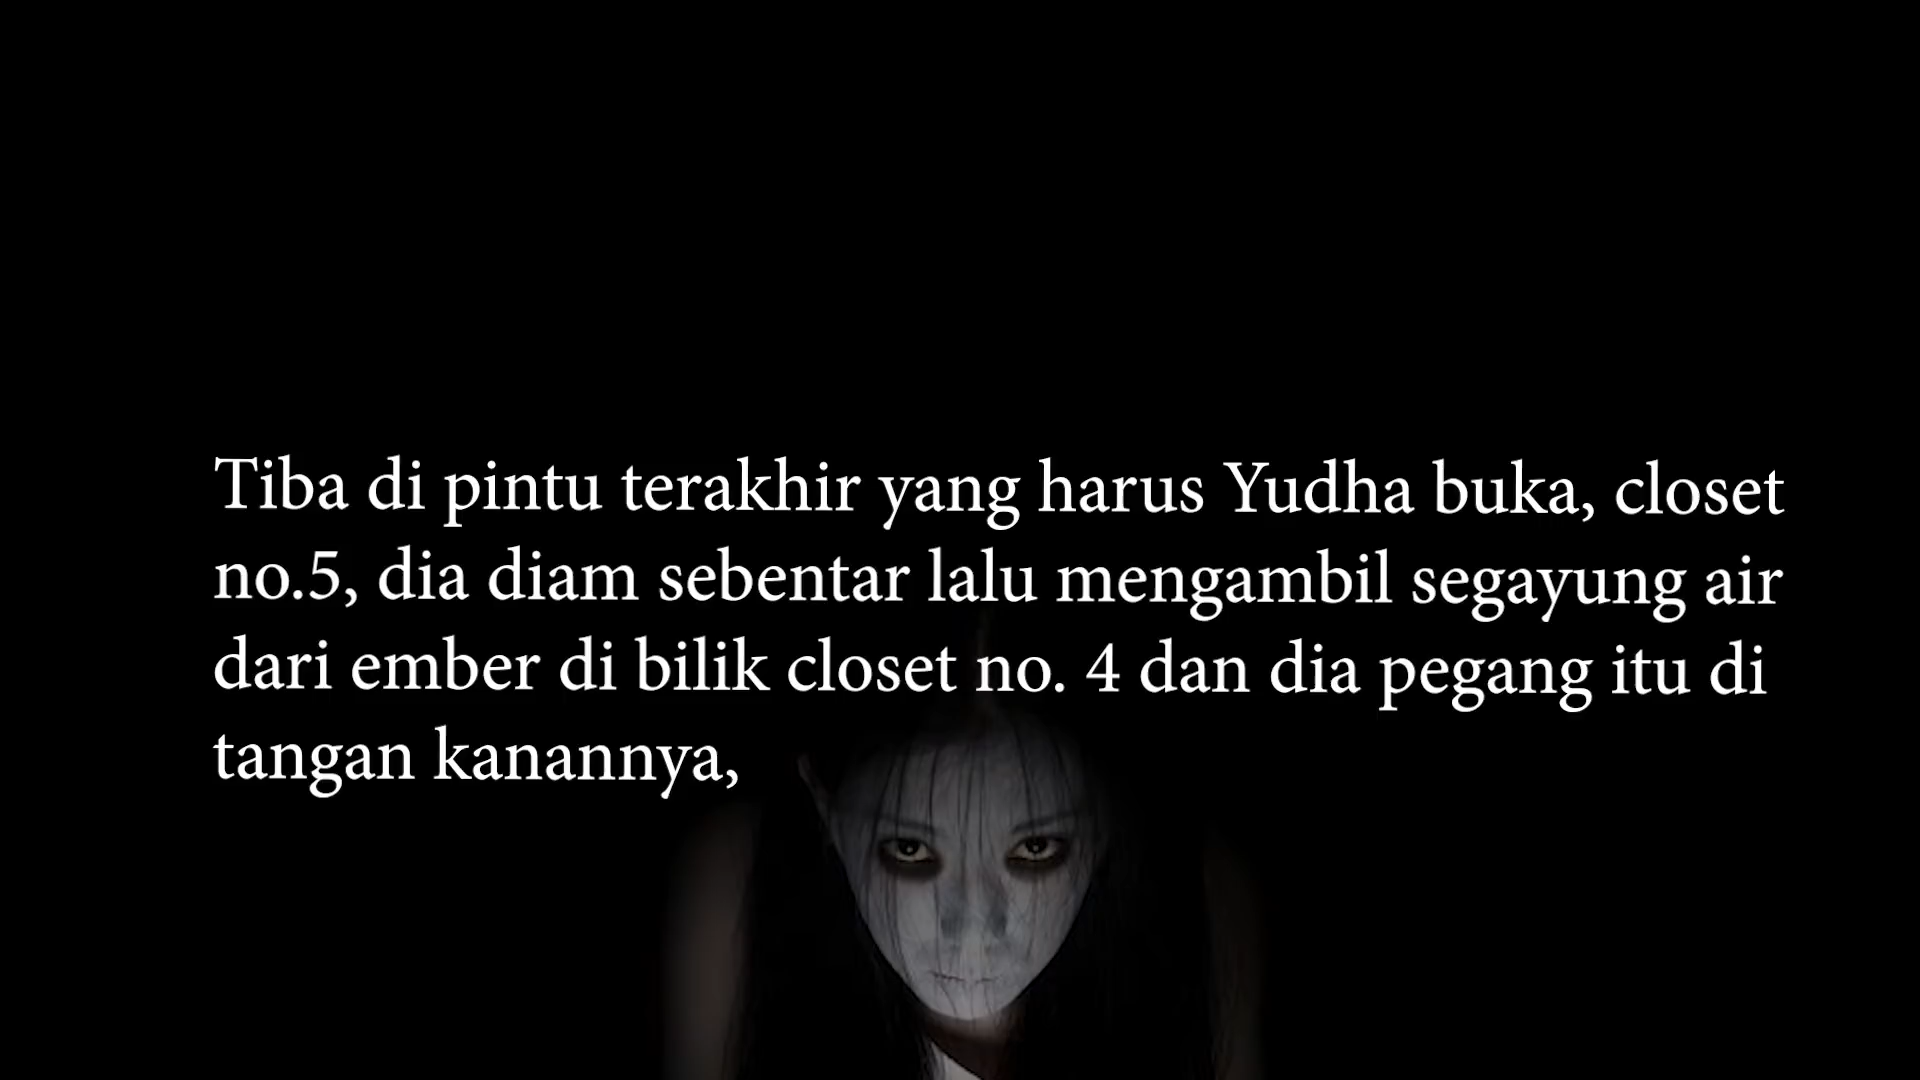 Tiba di pintu terakhir yang harus Yudha buka, closet
no.5, dia diam sebentar lalu mengambil segayung air
dari ember di bilik closet no. 4 dan dia pegang itu di
tangan kanannya,